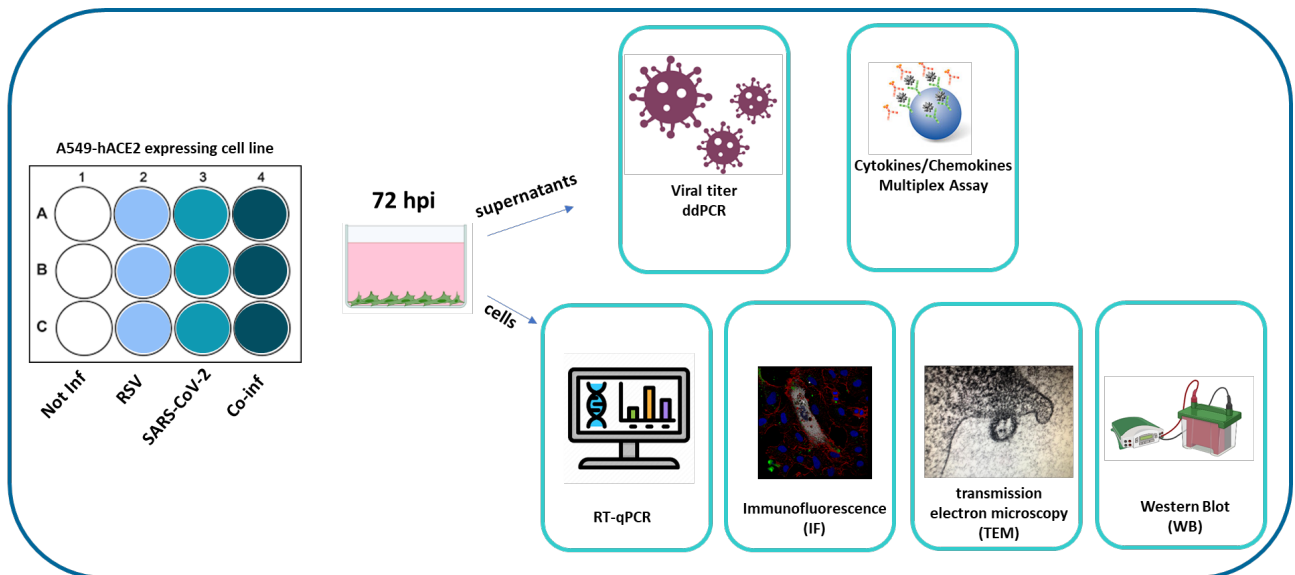 A549-hACE2 expressing cell line
1 2 3 4
A
B
C
Not Inf
RSV
SARS-CoV-2
Co-inf
72 hpi
supernatants
cells
Viral titer
ddPCR
Cytokines/Chemokines
Multiplex Assay
RT-qPCR
Immunofluorescence
(IF)
transmission
electron microscopy
(TEM)
Western Blot
(WB)